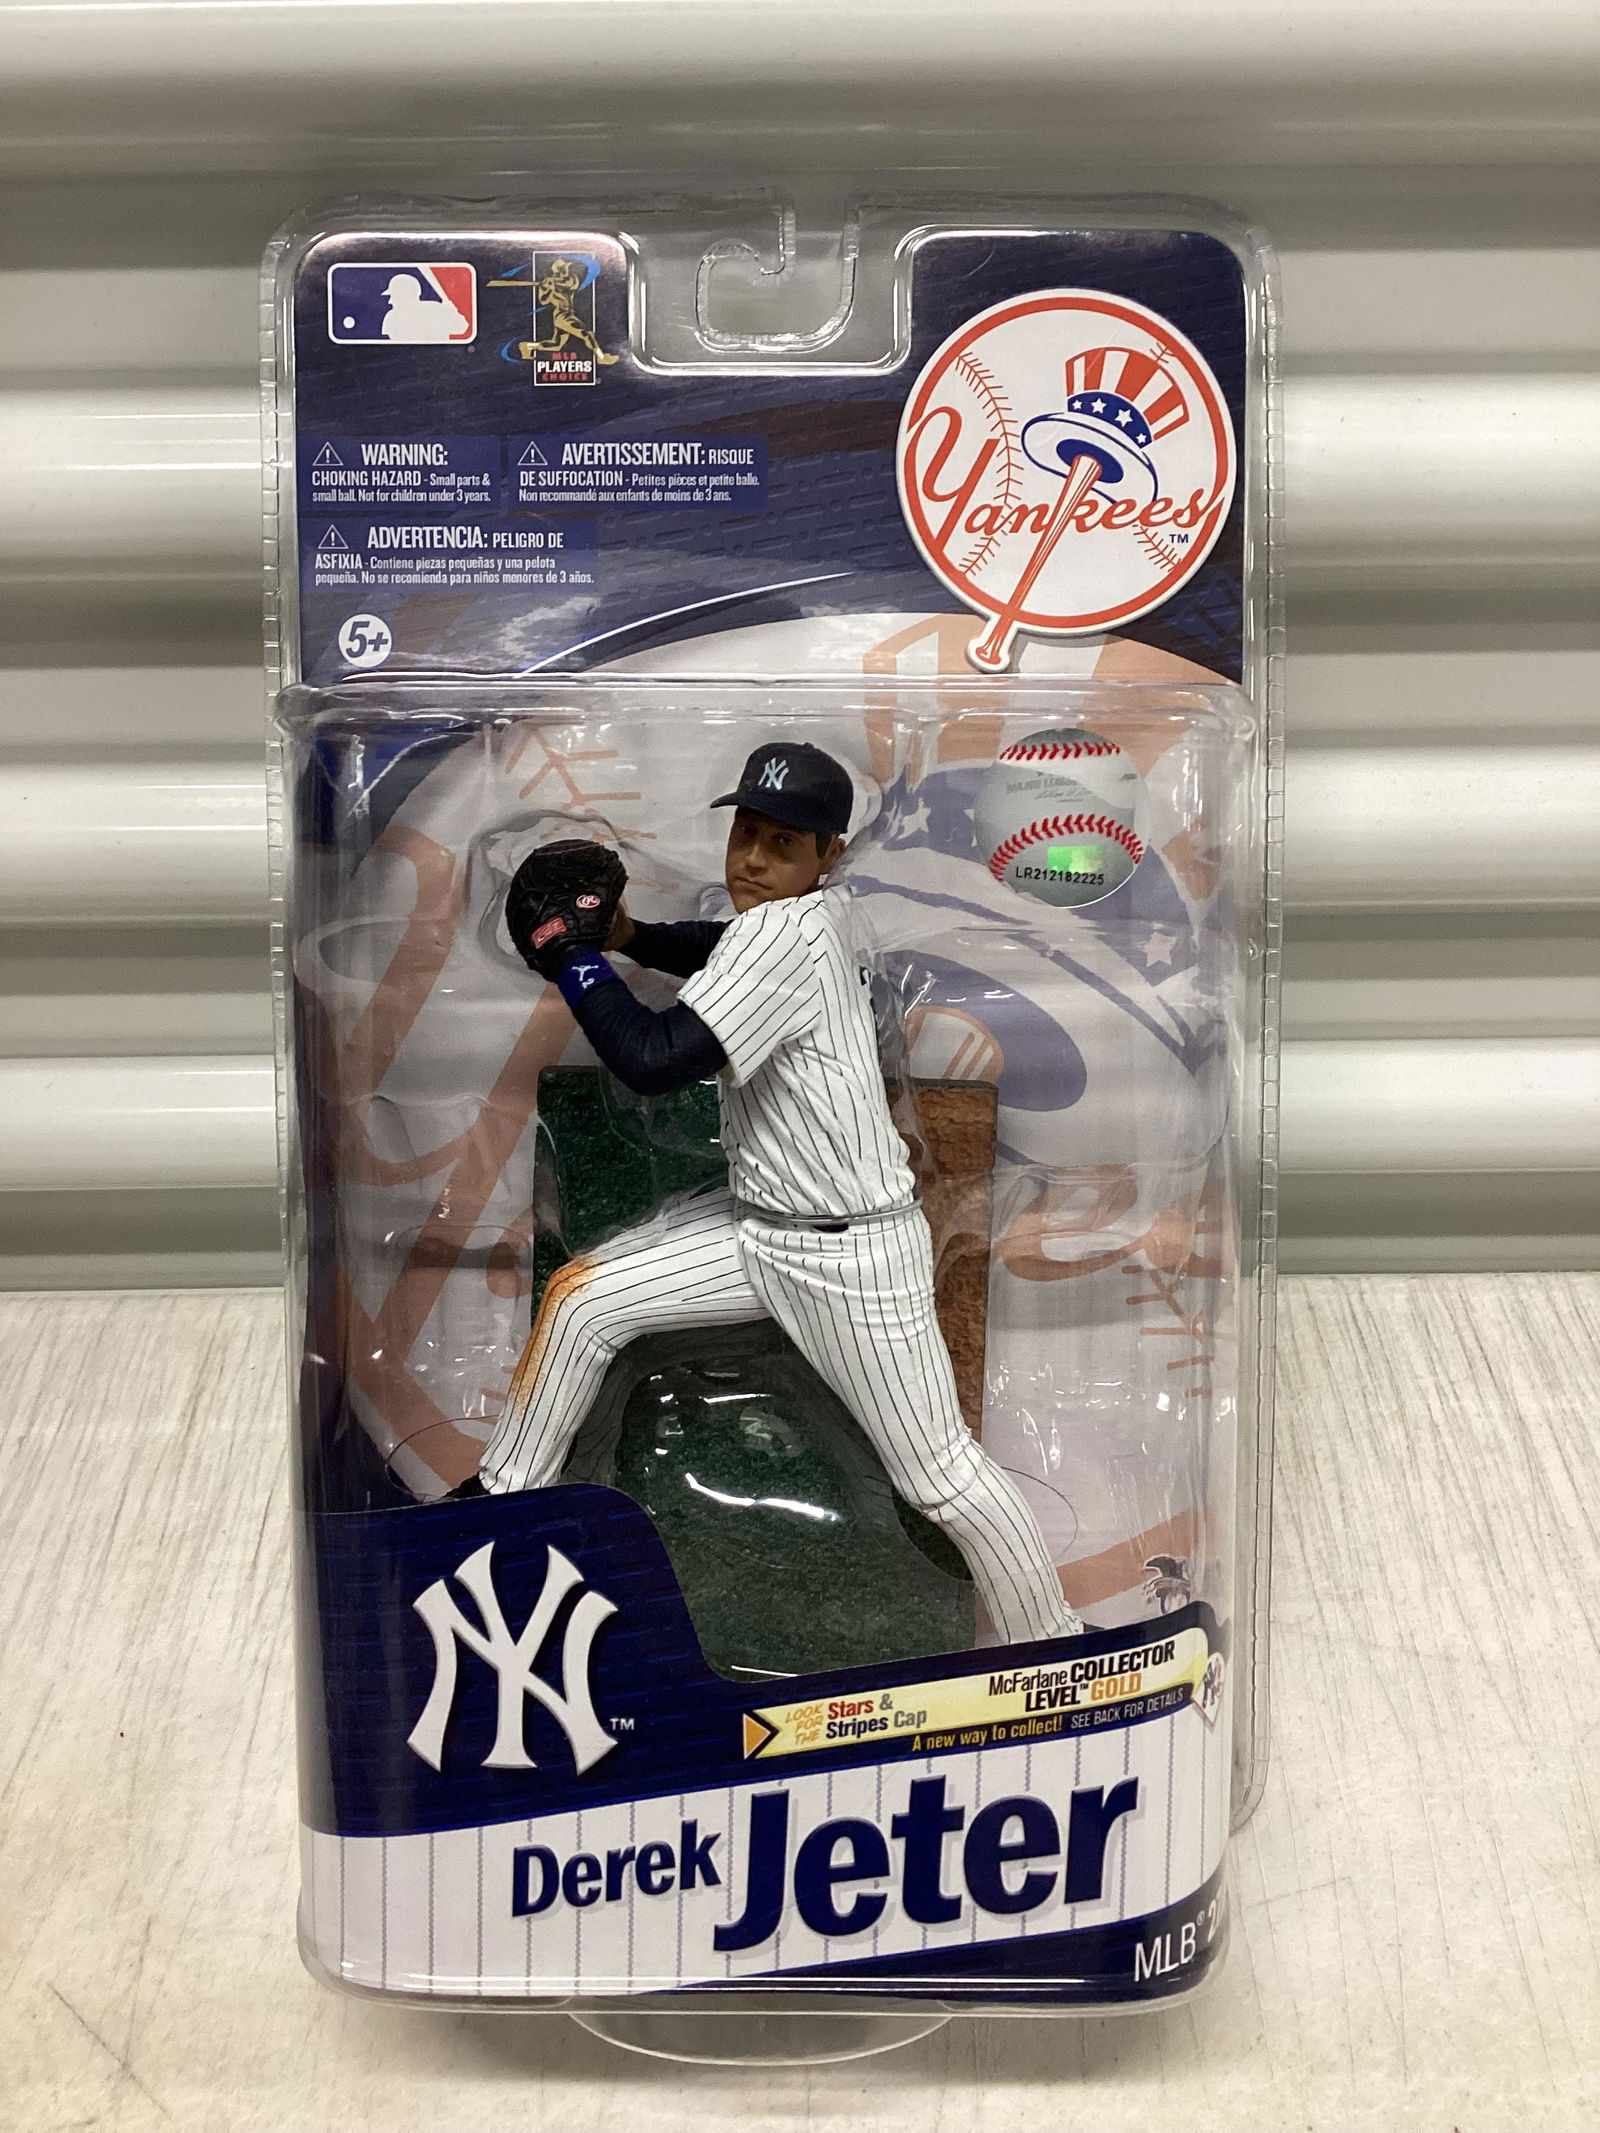 MLB
PLAYERS
CHOICE
WARNING:
CHOKING HAZARD - Small parts &
small ball. Not for children under 3 years.
AVERTISSEMENT: RISQUE
DE SUFFOCATION - Petites pièces et petite balle.
Non recommandé aux enfants de moins de 3 ans.
ADVERTENCIA: PELIGRO DE
ASFIXIA - Contiene piezas pequeñas y una pelota
pequeña. No se recomienda para niños menores de 3 años.
5+
Yankees
TM
NY
LR212182225
NY
TM
LOOK
FOR
THE
Stars &
Stripes Cap
McFarlane COLLECTOR
LEVEL™ GOLD
A new way to collect! SEE BACK FOR DETAILS
Derek Jeter
MLB®